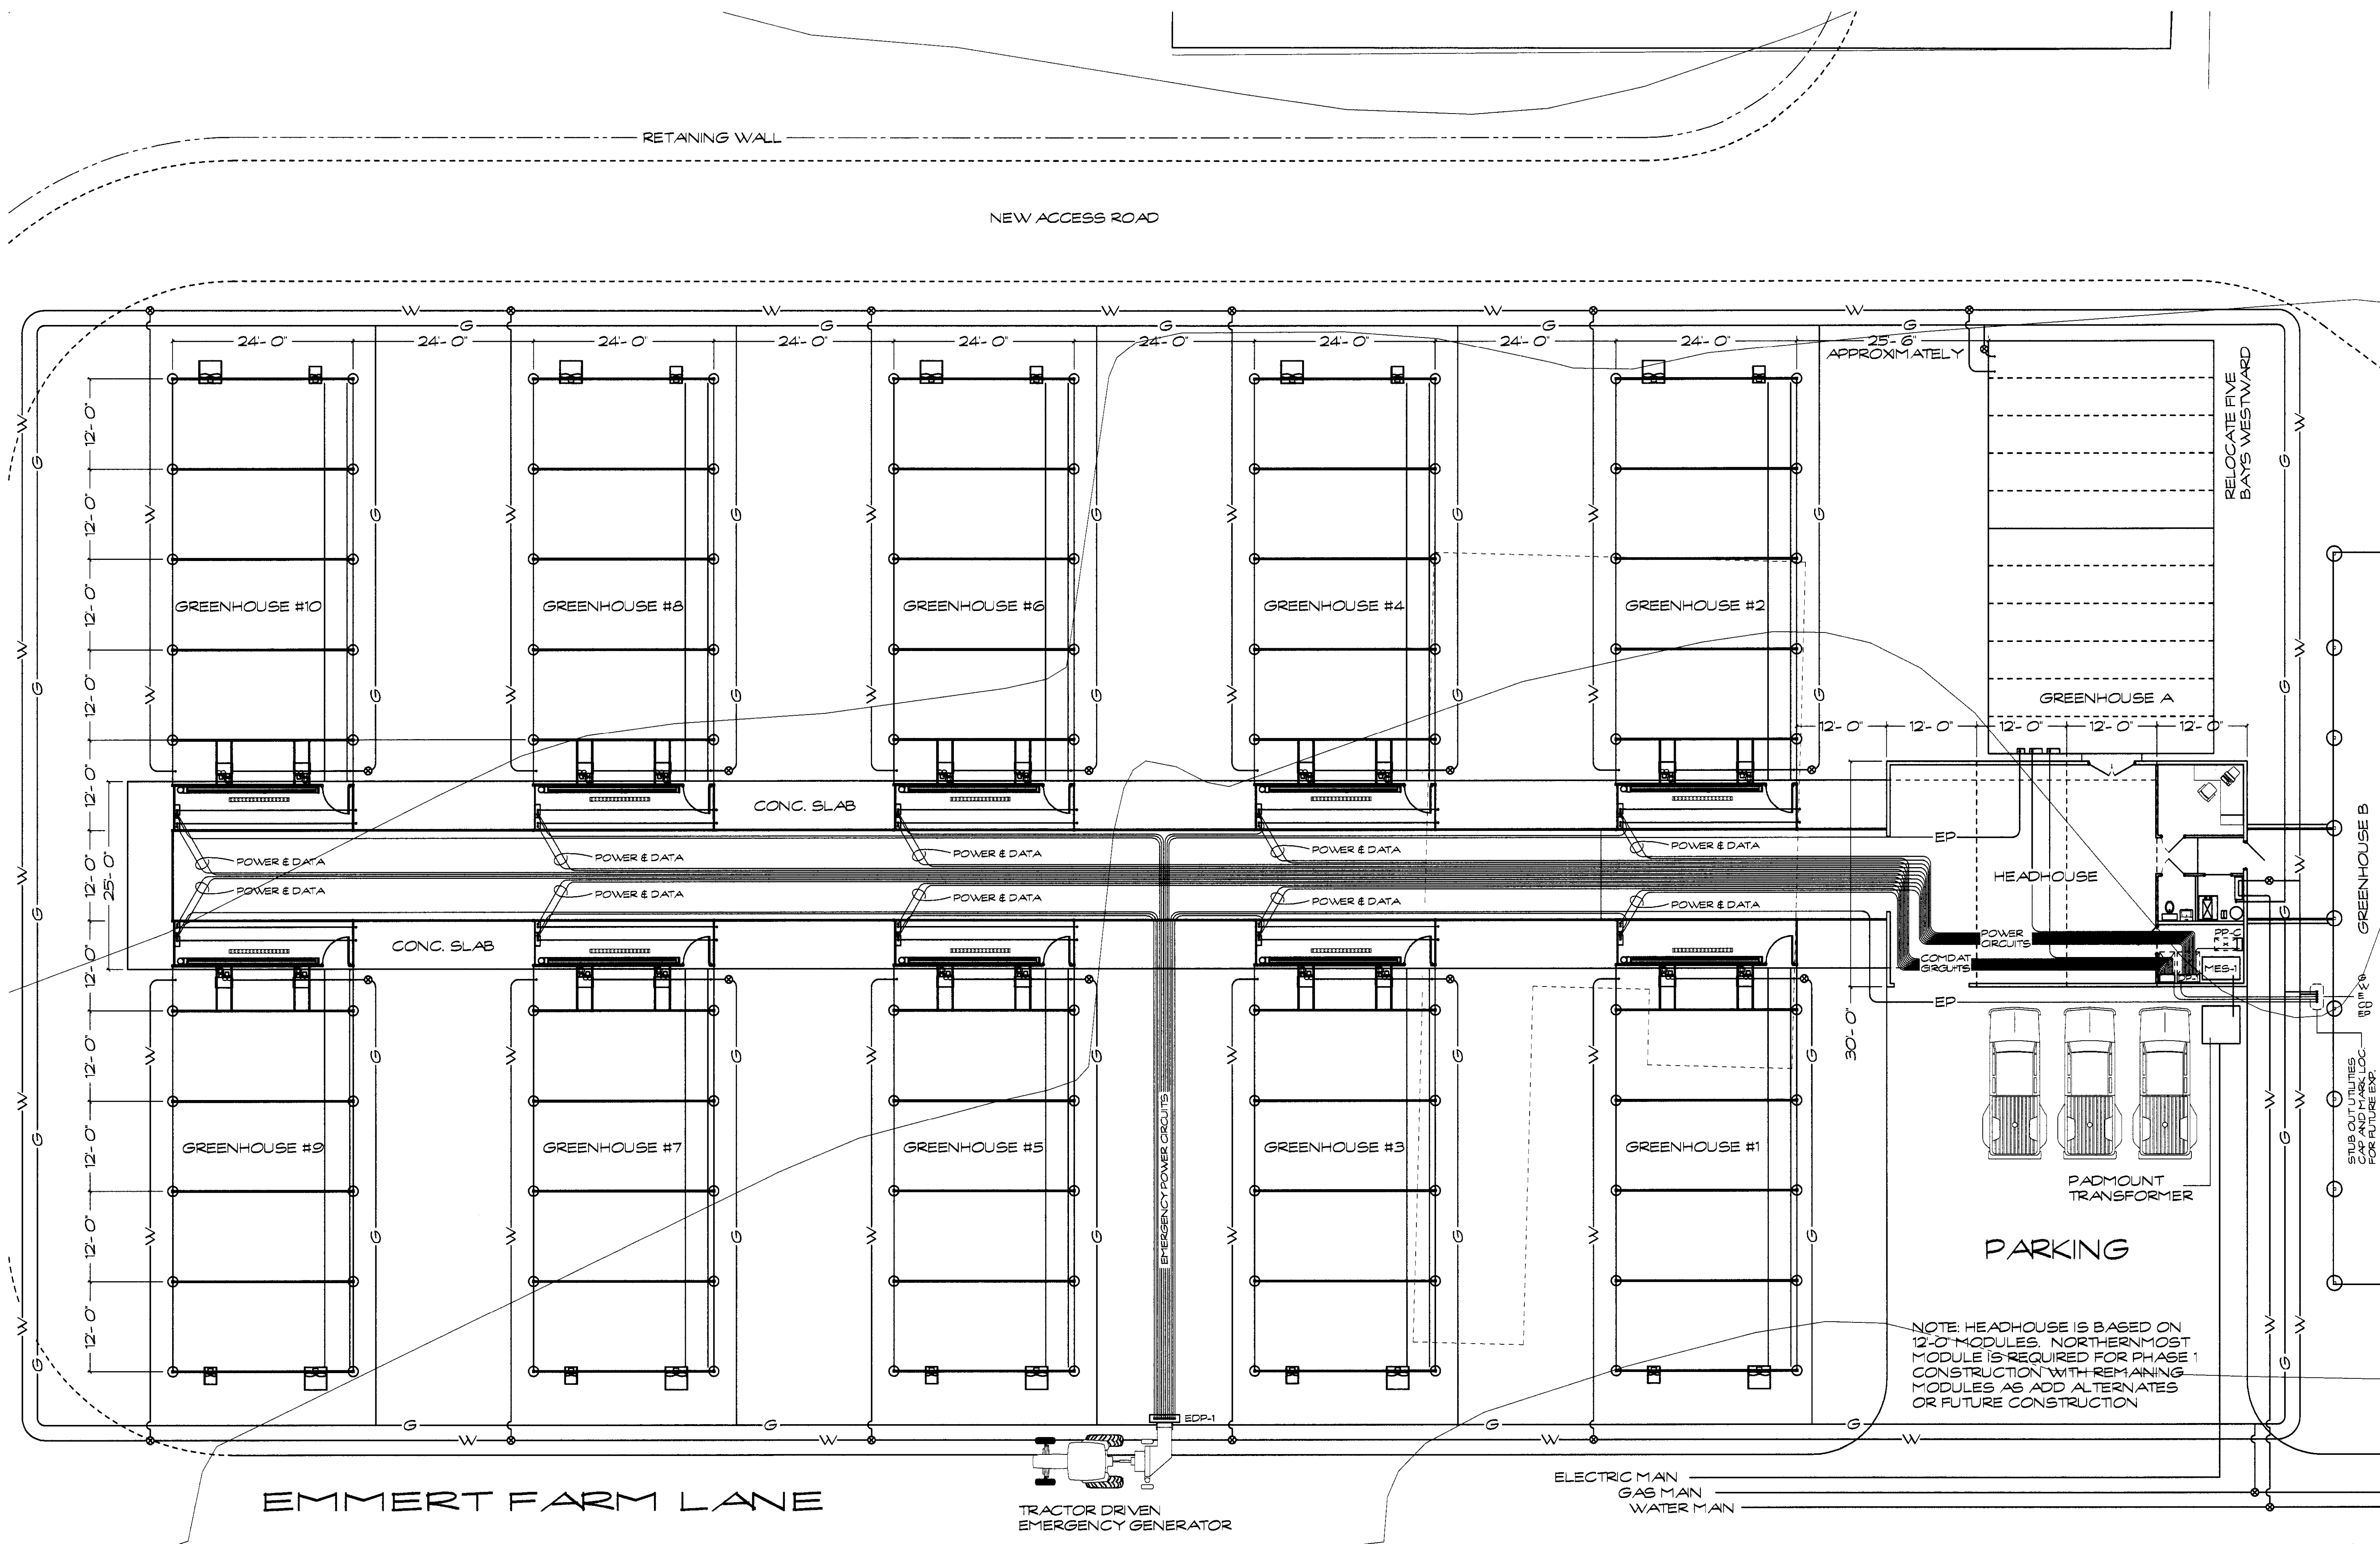 RETANING WALL
NEW ACCESS ROAD
W W W W W W
G G G G G G
24'- 0" 24'- 0" 24'- 0" 24'- 0" 24'- 0" 24'- 0" 24'- 0" 24'- 0" 24'- 0" 25'- 6"
APPROXIMATELY
RELOCATE FIVE
BAYS WESTWARD
12'- 0"
12'- 0"
12'- 0"
12'- 0"
12'- 0"
12'- 0"
12'- 0"
12'- 0"
12'- 0"
12'- 0"
12'- 0"
25'- 0"
GREENHOUSE #10
GREENHOUSE #8
GREENHOUSE #6
GREENHOUSE #4
GREENHOUSE #2
GREENHOUSE A
12'- 0" 12'- 0" 12'- 0" 12'- 0" 12'- 0"
CONC. SLAB
POWER & DATA
POWER & DATA
POWER & DATA
POWER & DATA
POWER & DATA
EP
HEADHOUSE
GREENHOUSE B
POWER & DATA
POWER & DATA
POWER & DATA
POWER & DATA
POWER & DATA
CONC. SLAB
POWER
CIRCUITS
PP-C
COMDAT
CIRCUITS
MES-1
EP
G
W
E
CD
EP
30'- 0"
STUB OUT UTILITIES
CAP AND MARK LOC.
FOR FUTURE EXP.
EMERGENCY POWER CIRCUITS
GREENHOUSE #9
GREENHOUSE #7
GREENHOUSE #5
GREENHOUSE #3
GREENHOUSE #1
PADMOUNT
TRANSFORMER
PARKING
NOTE: HEADHOUSE IS BASED ON
12'-0" MODULES. NORTHERNMOST
MODULE IS REQUIRED FOR PHASE 1
CONSTRUCTION WITH REMAINING
MODULES AS ADD ALTERNATES
OR FUTURE CONSTRUCTION
EDP-1
G G G G
W W W W
ELECTRIC MAIN
GAS MAIN
WATER MAIN
EMMERT FARM LANE
TRACTOR DRIVEN
EMERGENCY GENERATOR